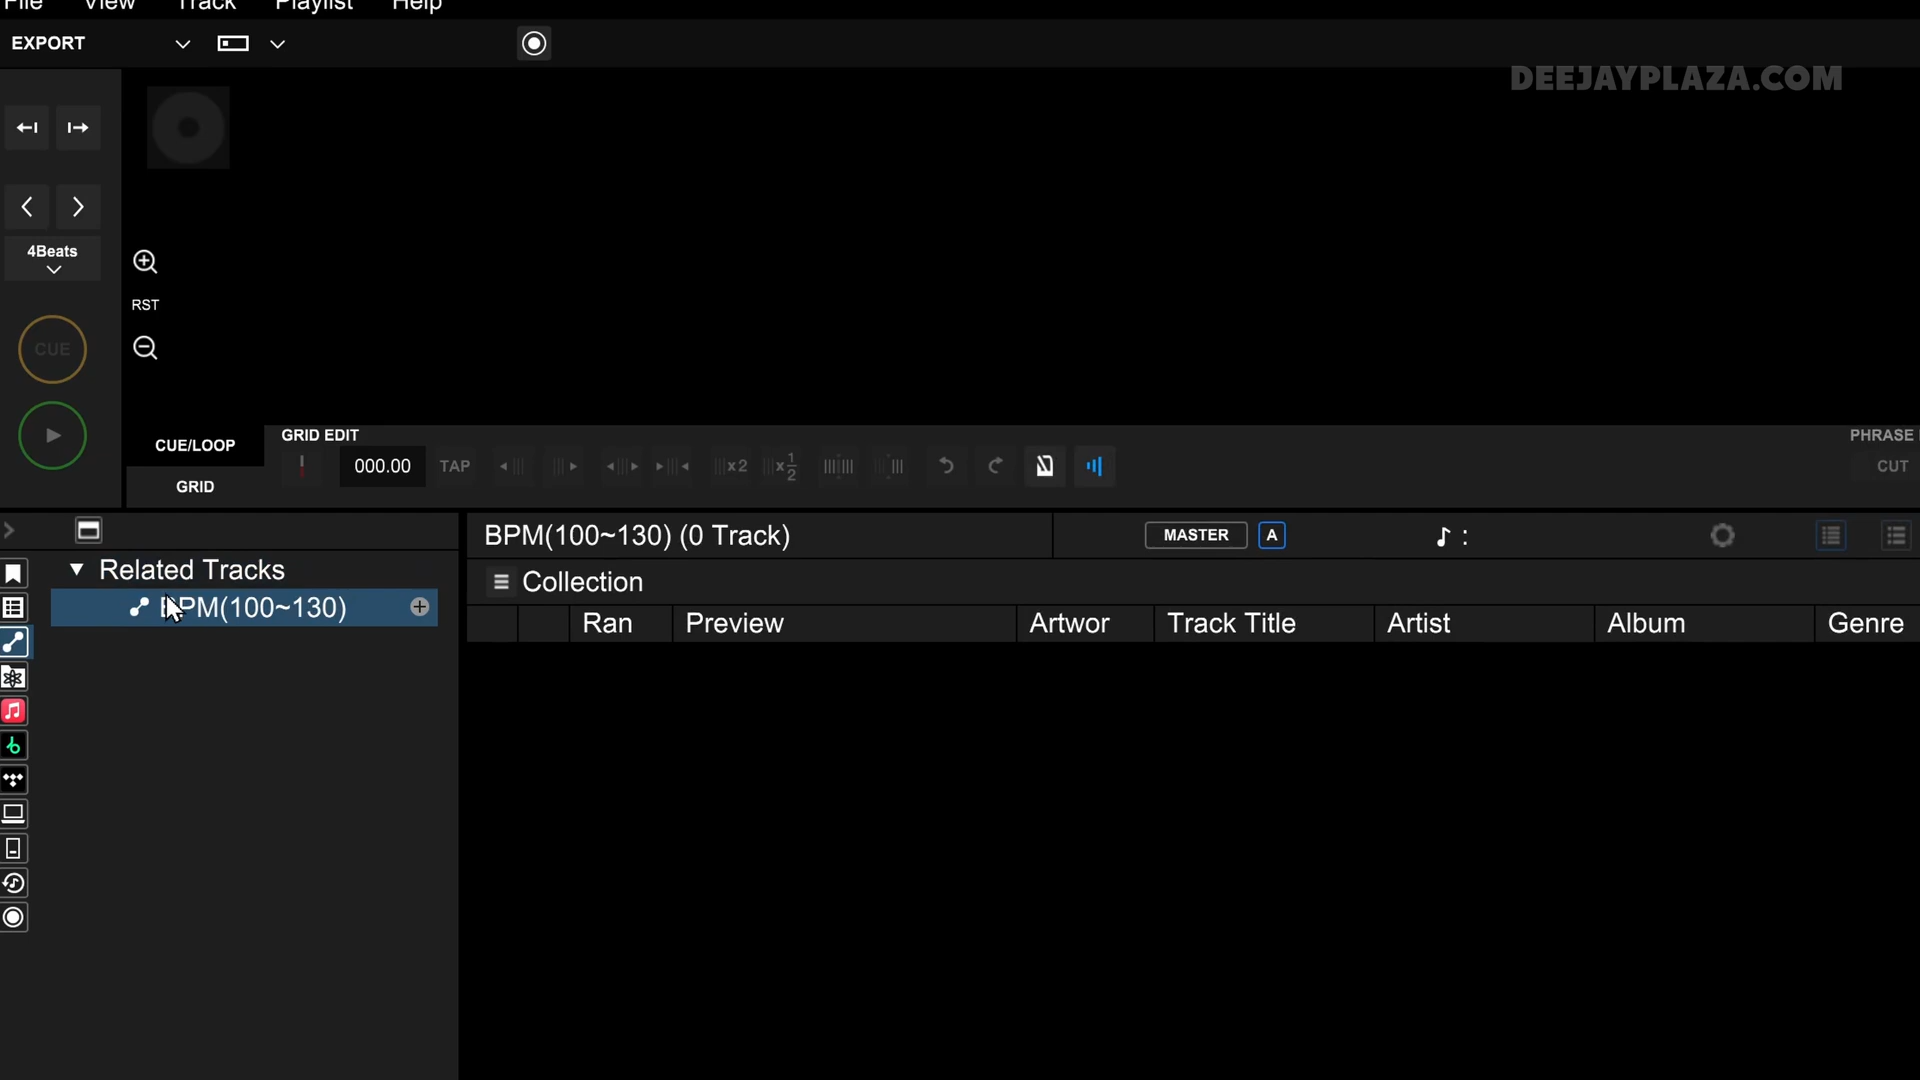 File View Track Playlist Help
EXPORT
DEEJAYPLAZA.COM
4Beats
RST
CUE
CUE/LOOP
GRID EDIT
PHRASE
000.00 TAP x2 x1/2 CUT
GRID
BPM(100~130) (0 Track) MASTER A :
Related Tracks
BPM(100~130)
Collection
Ran Preview Artwor Track Title Artist Album Genre